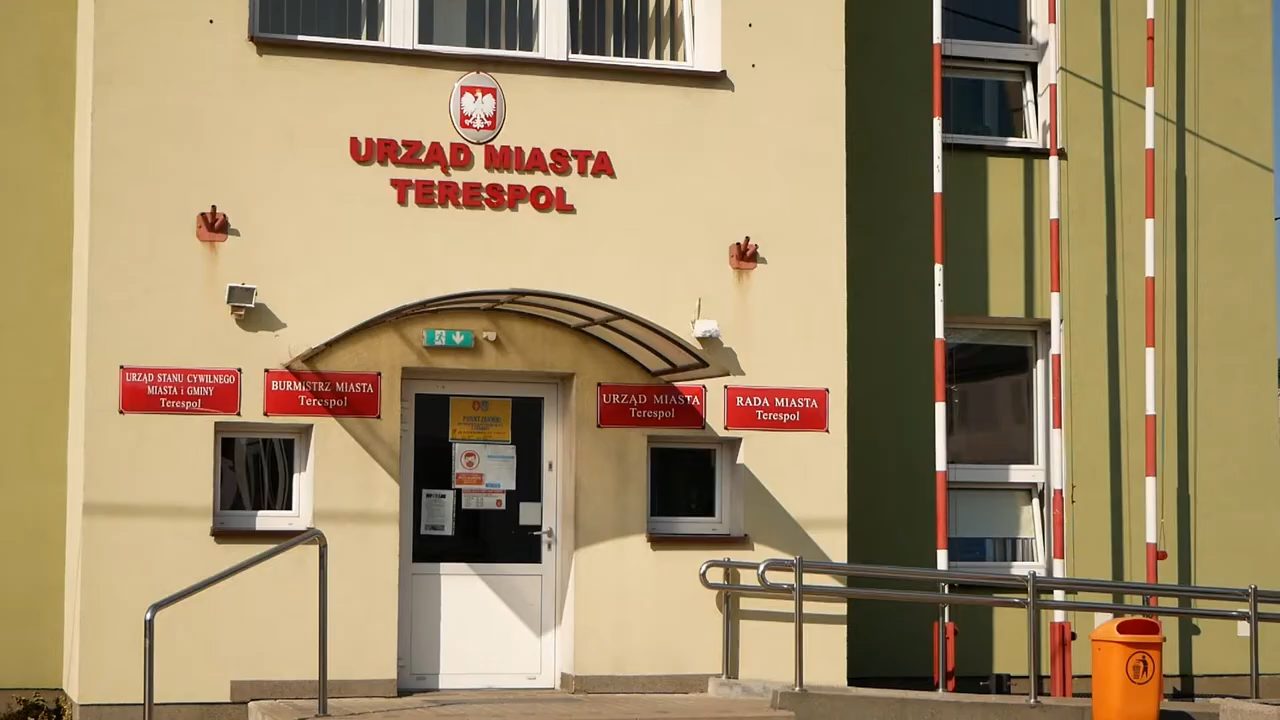 URZĄD MIASTA
TERESPOL
URZĄD STANU CYWILNEGO
MIASTA i GMINY
Terespol
BURMISTRZ MIASTA
Terespol
URZĄD MIASTA
Terespol
RADA MIASTA
Terespol